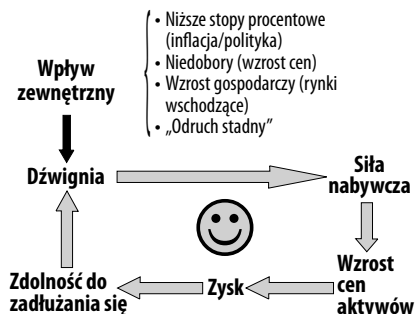 • Niższe stopy procentowe
(inflacja/polityka)
• Niedobory (wzrost cen)
• Wzrost gospodarczy (rynki
wschodzące)
• „Odruch stadny”
Wpływ
zewnętrzny
Dźwignia
Siła
nabywcza
Wzrost
cen
aktywów
Zysk
Zdolność do
zadłużania się